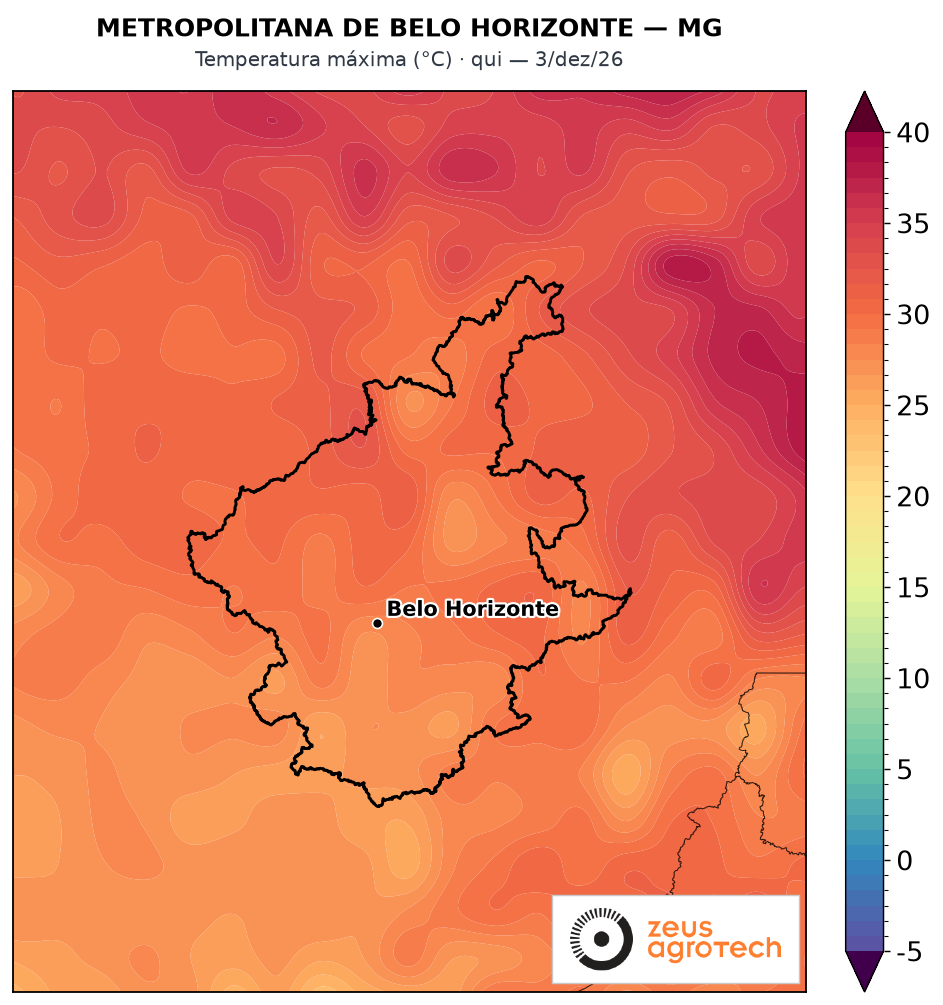 METROPOLITANA DE BELO HORIZONTE — MG
Temperatura máxima (°C) · qui — 3/dez/26
40
35
30
25
20
15
10
5
0
-5
Belo Horizonte
zeus
agrotech